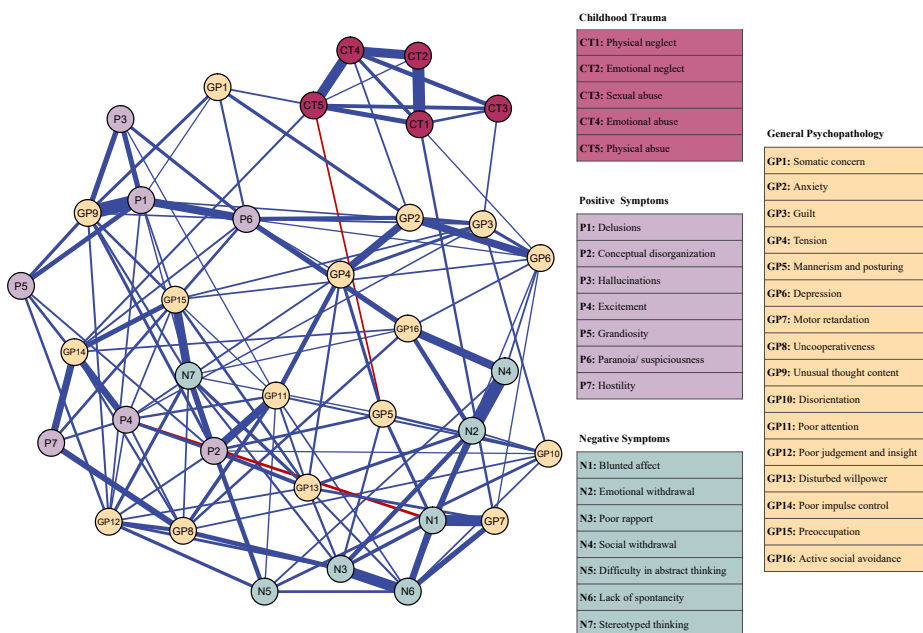 CT4
CT2
GP1
CT5
CT3
CT1
P3
P1
GP9
P6
GP2
GP3
GP6
GP4
P5
GP15
GP16
GP14
N7
N4
GP11
GP5
P4
N2
P7
P2
GP10
GP13
GP12
GP8
N1
GP7
N3
N5
N6
Childhood Trauma
CT1: Physical neglect
CT2: Emotional neglect
CT3: Sexual abuse
CT4: Emotional abuse
CT5: Physical absue
Positive Symptoms
P1: Delusions
P2: Conceptual disorganization
P3: Hallucinations
P4: Excitement
P5: Grandiosity
P6: Paranoia/ suspiciousness
P7: Hostility
Negative Symptoms
N1: Blunted affect
N2: Emotional withdrawal
N3: Poor rapport
N4: Social withdrawal
N5: Difficulty in abstract thinking
N6: Lack of spontaneity
N7: Stereotyped thinking
General Psychopathology
GP1: Somatic concern
GP2: Anxiety
GP3: Guilt
GP4: Tension
GP5: Mannerism and posturing
GP6: Depression
GP7: Motor retardation
GP8: Uncooperativeness
GP9: Unusual thought content
GP10: Disorientation
GP11: Poor attention
GP12: Poor judgement and insight
GP13: Disturbed willpower
GP14: Poor impulse control
GP15: Preoccupation
GP16: Active social avoidance